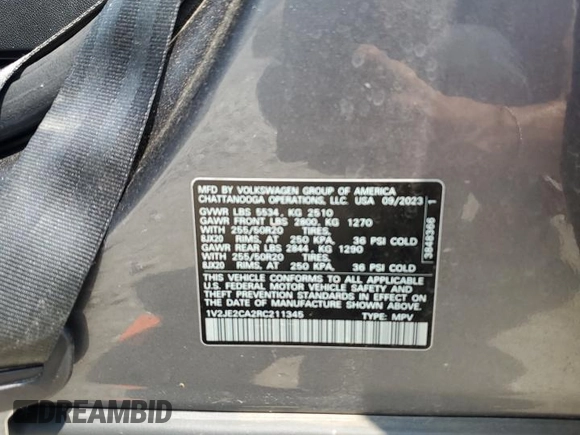 MFD BY VOLKSWAGEN GROUP OF AMERICA
CHATTANOOGA OPERATIONS, LLC. USA 09/2023
GVWR LBS 5534, KG 2510
GAWR FRONT LBS 2800, KG 1270
WITH 255/50R20 TIRES,
8JX20 RIMS, AT 250 KPA, 36 PSI COLD
GAWR REAR LBS 2844, KG 1290
WITH 255/50R20 TIRES,
8JX20 RIMS, AT 250 KPA, 36 PSI COLD
THIS VEHICLE CONFORMS TO ALL APPLICABLE
U.S. FEDERAL MOTOR VEHICLE SAFETY AND
THEFT PREVENTION STANDARDS IN EFFECT ON
THE DATE OF MANUFACTURE SHOWN ABOVE.
1V2JE2CA2RC211345 TYPE: MPV
3848366 1
DREAMBID